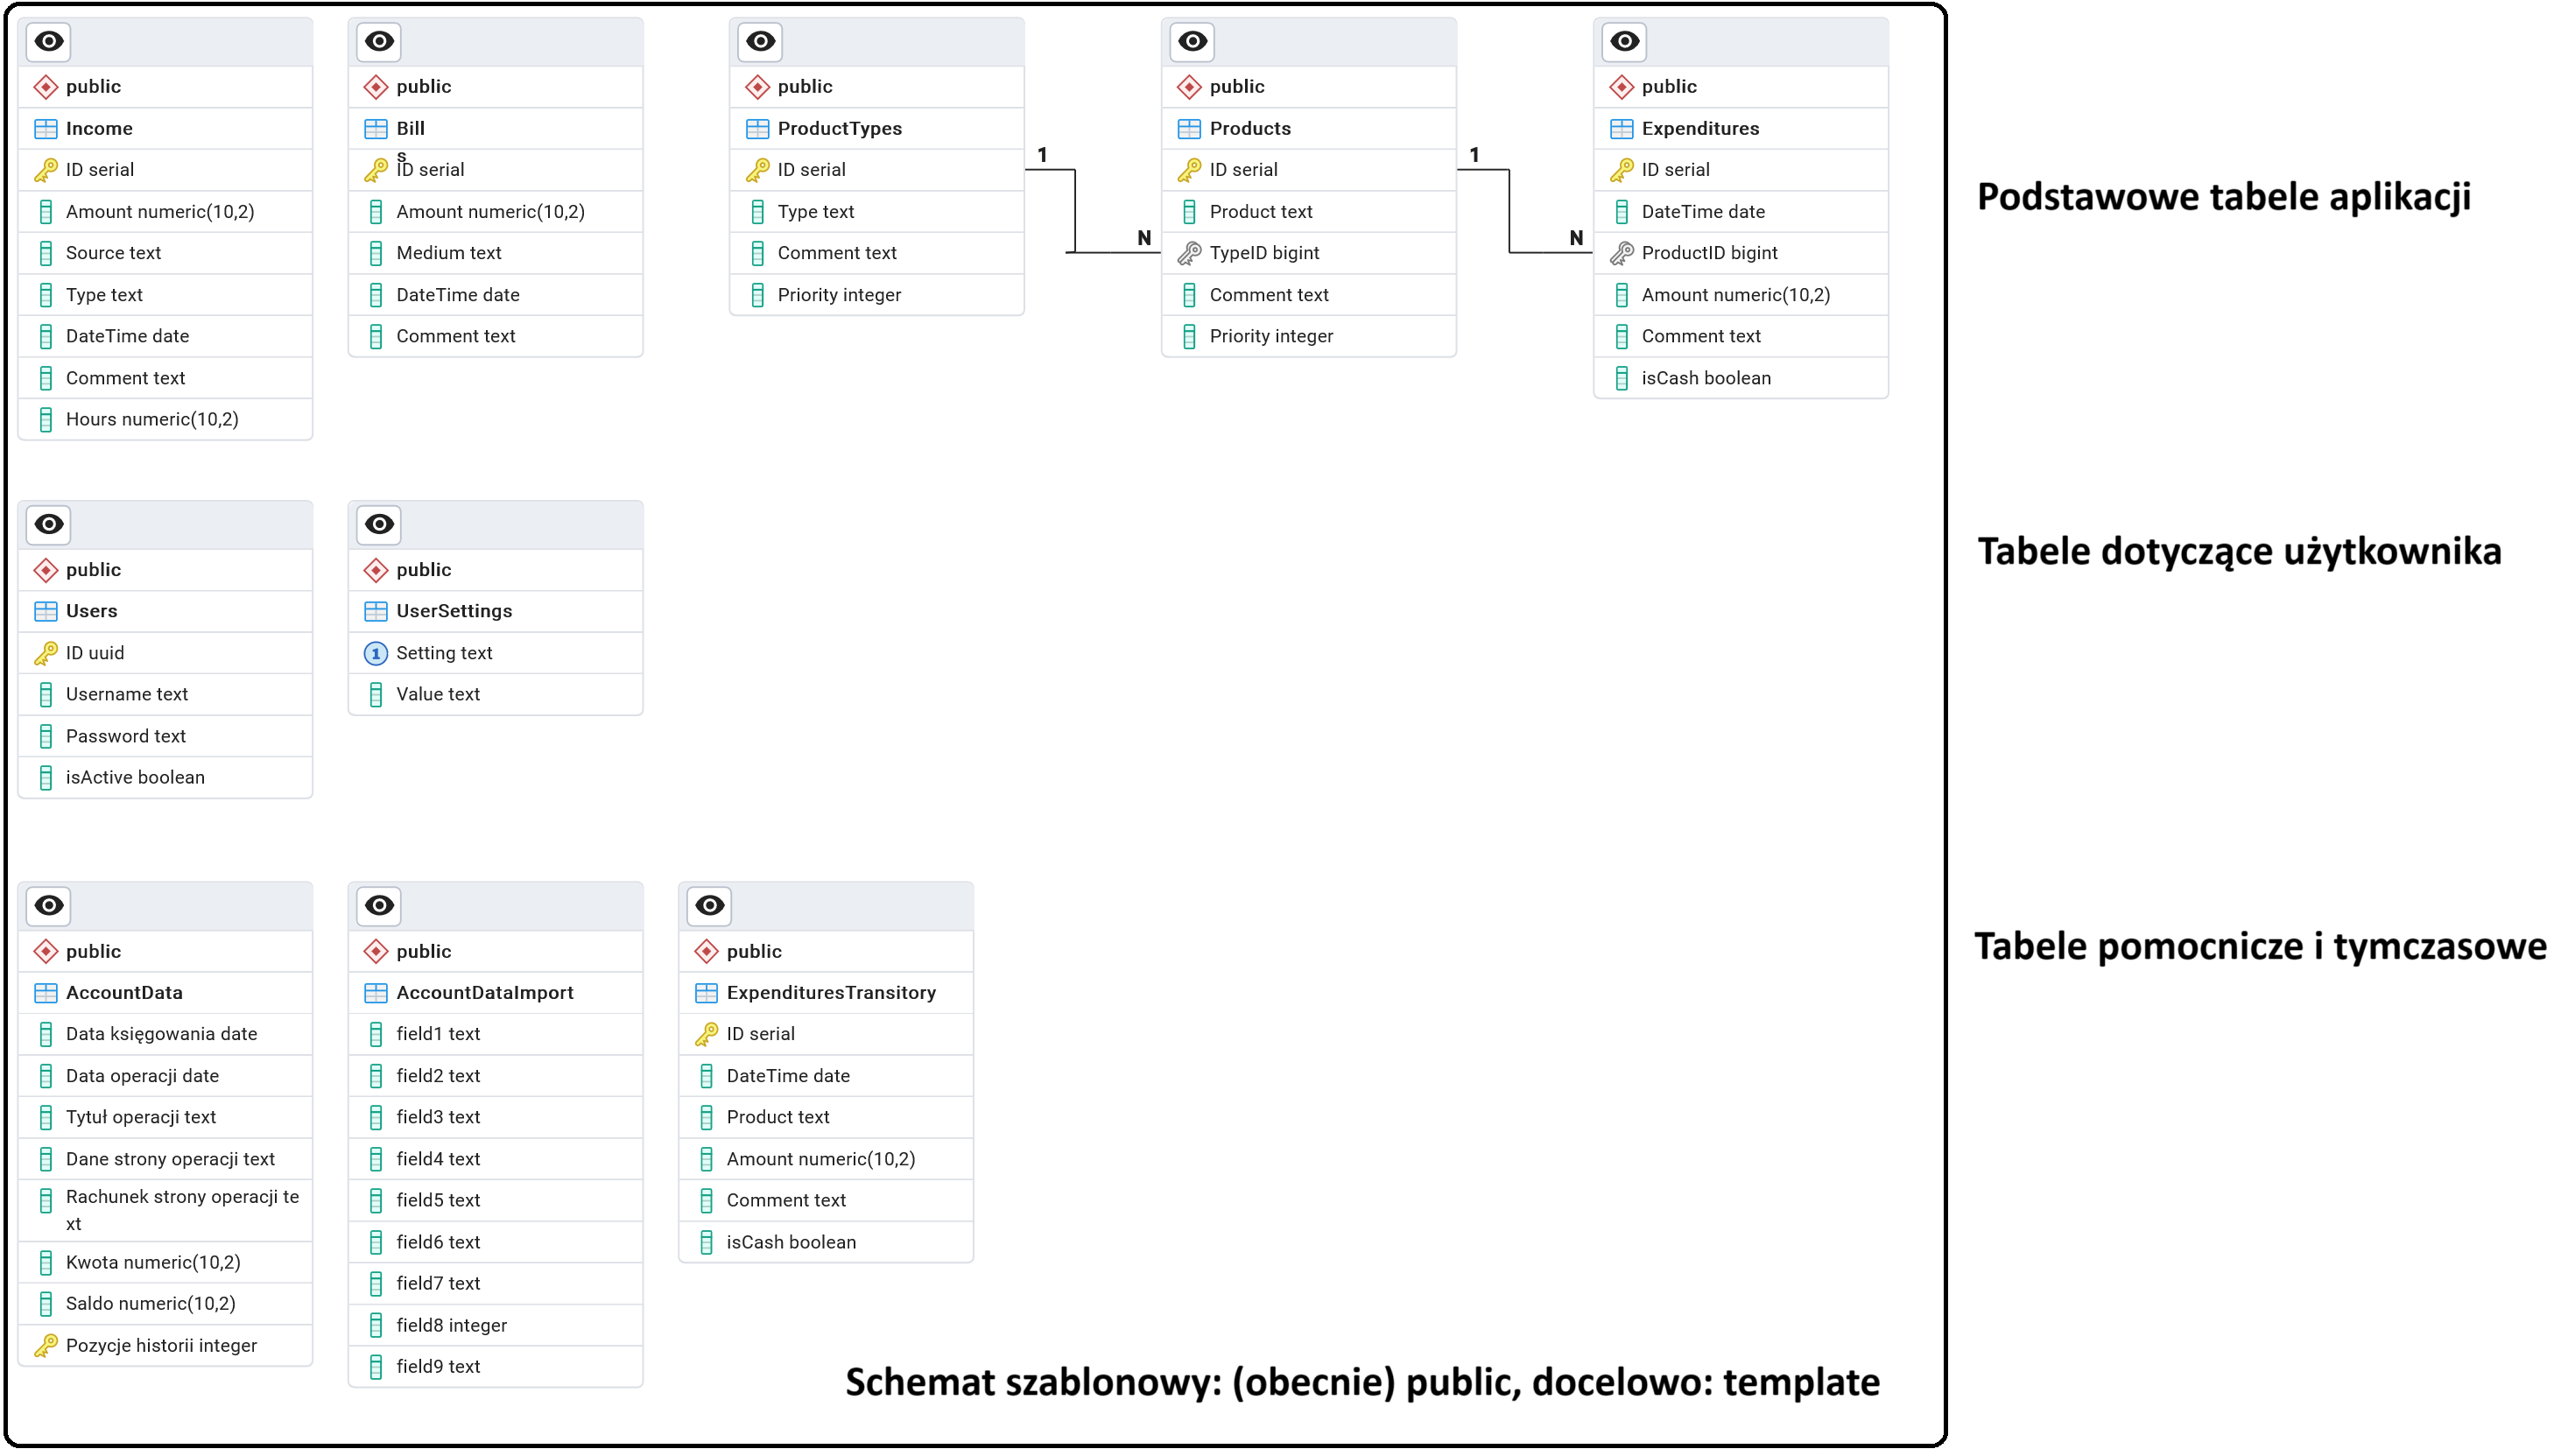 public
Income
ID serial
Amount numeric(10,2)
Source text
Type text
DateTime date
Comment text
Hours numeric(10,2)
public
Bill
s
ID serial
Amount numeric(10,2)
Medium text
DateTime date
Comment text
public
ProductTypes
ID serial
Type text
Comment text
Priority integer
1
N
public
Products
ID serial
Product text
TypeID bigint
Comment text
Priority integer
1
N
public
Expenditures
ID serial
DateTime date
ProductID bigint
Amount numeric(10,2)
Comment text
isCash boolean
Podstawowe tabele aplikacji
public
Users
ID uuid
Username text
Password text
isActive boolean
public
UserSettings
1
Setting text
Value text
Tabele dotyczące użytkownika
public
AccountData
Data księgowania date
Data operacji date
Tytuł operacji text
Dane strony operacji text
Rachunek strony operacji te
xt
Kwota numeric(10,2)
Saldo numeric(10,2)
Pozycje historii integer
public
AccountDataImport
field1 text
field2 text
field3 text
field4 text
field5 text
field6 text
field7 text
field8 integer
field9 text
public
ExpendituresTransitory
ID serial
DateTime date
Product text
Amount numeric(10,2)
Comment text
isCash boolean
Tabele pomocnicze i tymczasowe
Schemat szablonowy: (obecnie) public, docelowo: template